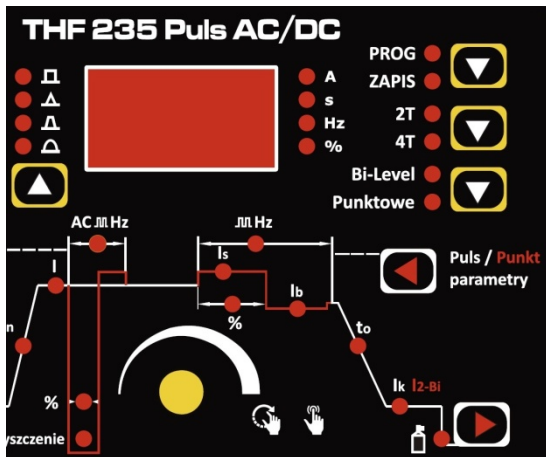 THF 235 Puls AC/DC
A
s
Hz
%
PROG
ZAPIS
2T
4T
Bi-Level
Punktowe
AC Hz
Hz
I
Is
Ib
%
Puls / Punkt
parametry
to
%
Ik I2-Bi